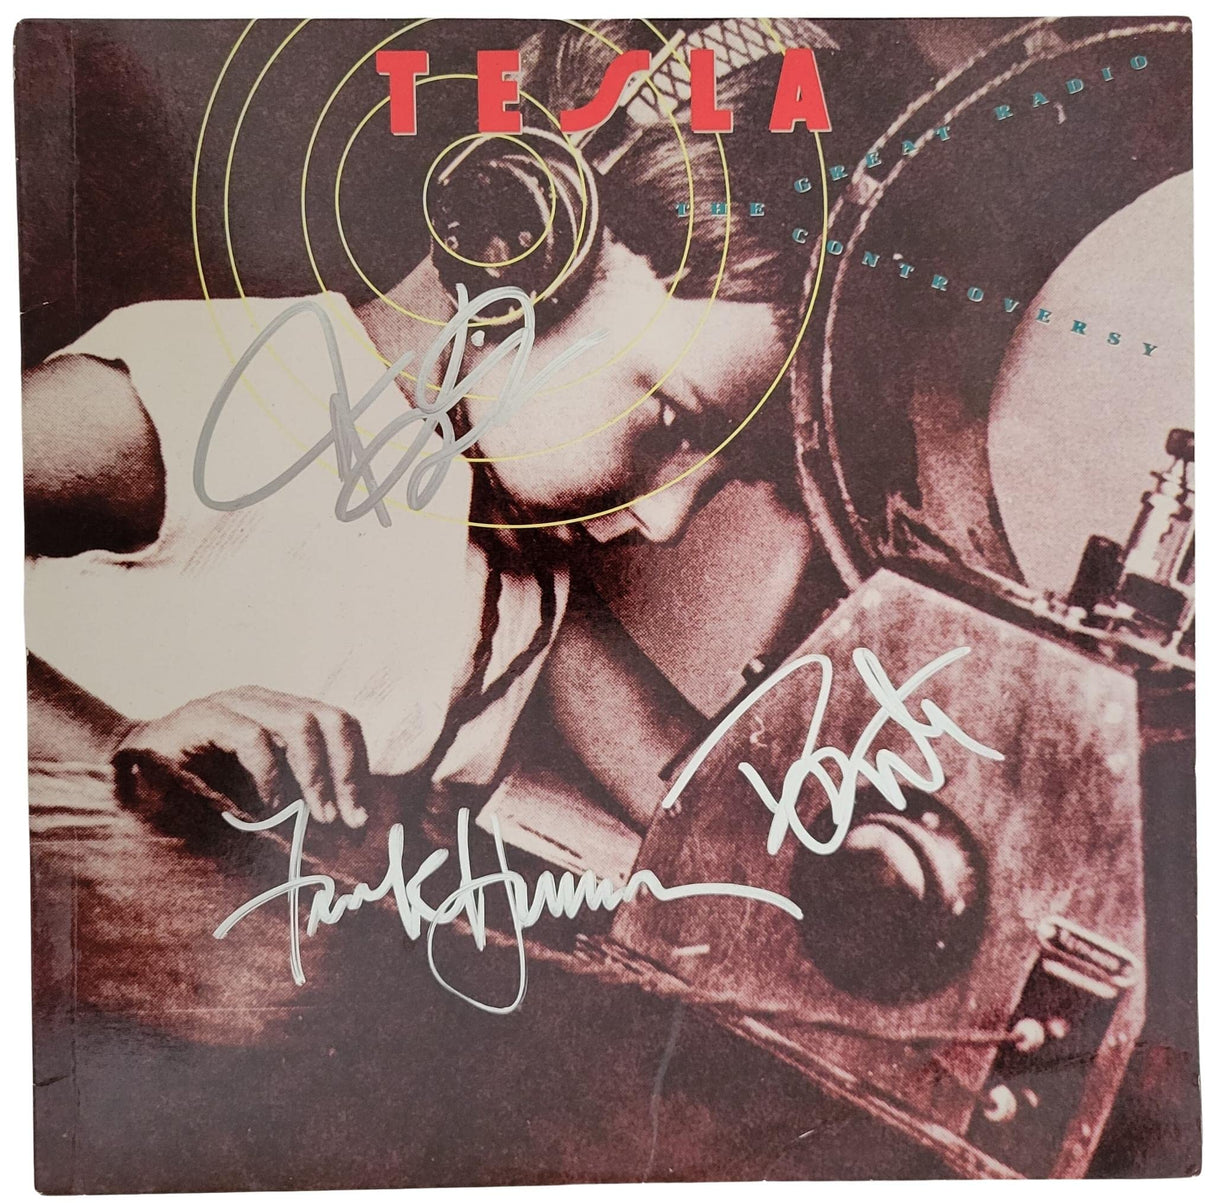 TESLA
THE GREAT RADIO
CONTROVERSY
Frank Hannon